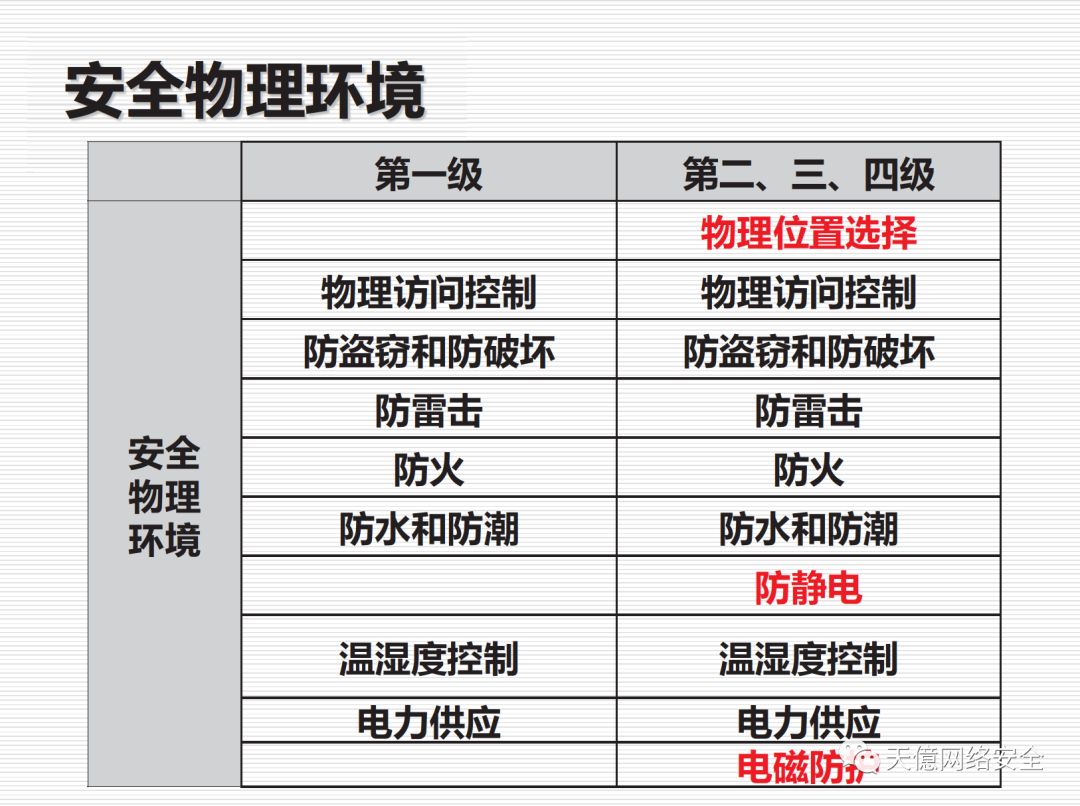 安全物理环境
第一级 第二、三、四级
物理位置选择
物理访问控制 物理访问控制
防盗窃和防破坏 防盗窃和防破坏
防雷击 防雷击
防火 防火
安全
物理
环境
防水和防潮 防水和防潮
防静电
温湿度控制 温湿度控制
电力供应 电力供应
电磁防护
天億网络安全